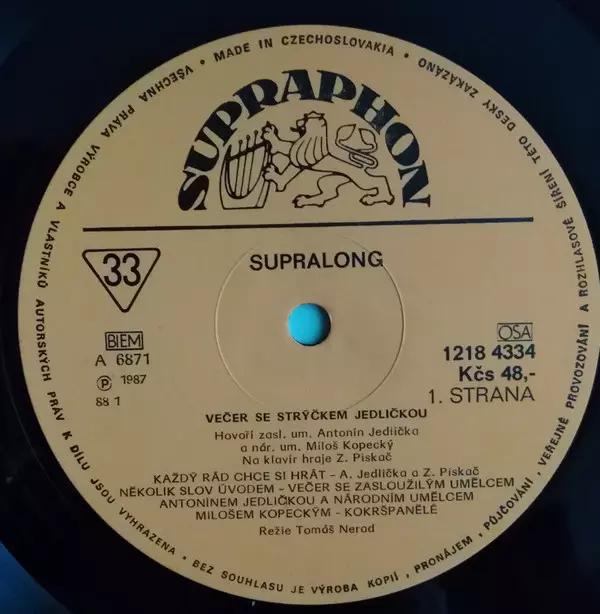 VŠECHNA PRÁVA VÝROBCE A VLASTNÍKŮ AUTORSKÝCH PRÁV K DÍLU JSOU VYHRAZENA • BEZ SOUHLASU JE VÝROBA KOPIÍ, PRONÁJEM, PŮJČOVÁNÍ, VEŘEJNÉ PROVOZOVÁNÍ A ROZHLASOVÉ ŠÍŘENÍ TÉTO DESKY ZAKÁZÁNO • MADE IN CZECHOSLOVAKIA •
SUPRAPHON
33
SUPRALONG
BIEM
A 6871
Ⓟ 1987
88 1
OSA
1218 4334
Kčs 48,-
1. STRANA
VEČER SE STRÝČKEM JEDLIČKOU
Hovoří zasl. um. Antonín Jedlička
a nár. um. Miloš Kopecký
Na klavír hraje Z. Piskač
KAŽDÝ RÁD CHCE SI HRÁT - A. Jedlička a Z. Piskač
NĚKOLIK SLOV ÚVODEM - VEČER SE ZASLOUŽILÝM UMĚLCEM
ANTONÍNEM JEDLIČKOU A NÁRODNÍM UMĚLCEM
MILOŠEM KOPECKÝM - KOKRŠPANĚLÉ
Režie Tomáš Nerad